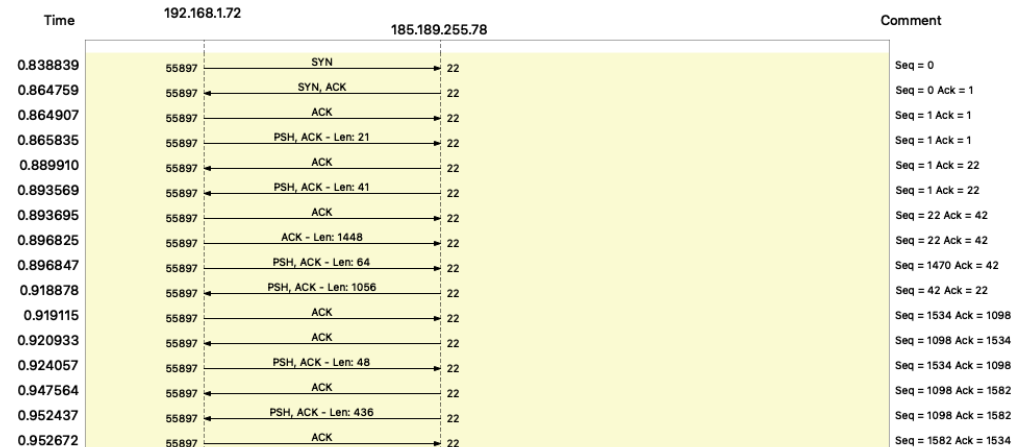 Time 192.168.1.72 185.189.255.78 Comment
0.838839 55897 SYN 22 Seq = 0
0.864759 55897 SYN, ACK 22 Seq = 0 Ack = 1
0.864907 55897 ACK 22 Seq = 1 Ack = 1
0.865835 55897 PSH, ACK - Len: 21 22 Seq = 1 Ack = 1
0.889910 55897 ACK 22 Seq = 1 Ack = 22
0.893569 55897 PSH, ACK - Len: 41 22 Seq = 1 Ack = 22
0.893695 55897 ACK 22 Seq = 22 Ack = 42
0.896825 55897 ACK - Len: 1448 22 Seq = 22 Ack = 42
0.896847 55897 PSH, ACK - Len: 64 22 Seq = 1470 Ack = 42
0.918878 55897 PSH, ACK - Len: 1056 22 Seq = 42 Ack = 22
0.919115 55897 ACK 22 Seq = 1534 Ack = 1098
0.920933 55897 ACK 22 Seq = 1098 Ack = 1534
0.924057 55897 PSH, ACK - Len: 48 22 Seq = 1534 Ack = 1098
0.947564 55897 ACK 22 Seq = 1098 Ack = 1582
0.952437 55897 PSH, ACK - Len: 436 22 Seq = 1098 Ack = 1582
0.952672 55897 ACK 22 Seq = 1582 Ack = 1534